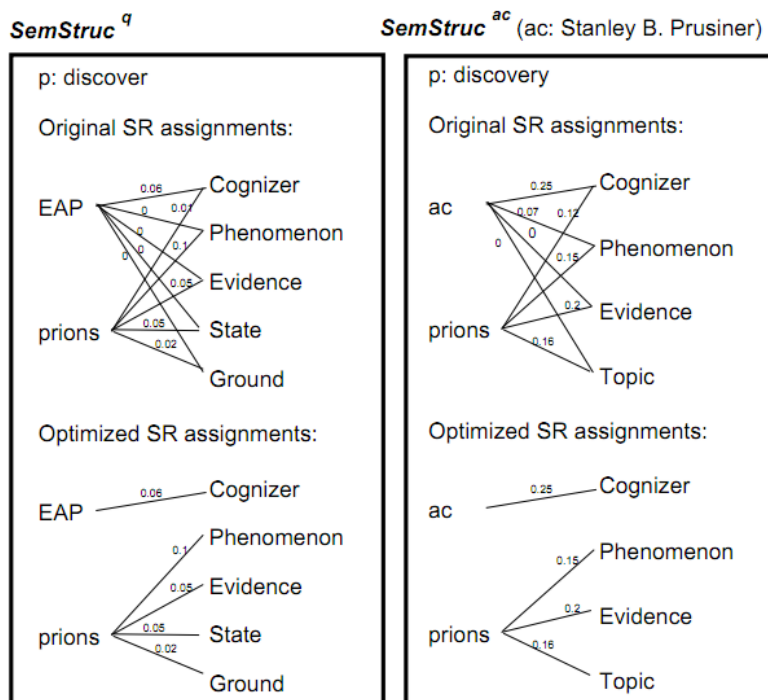 SemStruc q
p: discover
Original SR assignments:
EAP
prions
0.06
0
0.01
0
0
0
0.1
0.05
0.05
0.02
Cognizer
Phenomenon
Evidence
State
Ground
Optimized SR assignments:
EAP
prions
0.06
0.1
0.05
0.05
0.02
Cognizer
Phenomenon
Evidence
State
Ground
SemStruc ac (ac: Stanley B. Prusiner)
p: discovery
Original SR assignments:
ac
prions
0.25
0.07
0.12
0
0
0.15
0.2
0.16
Cognizer
Phenomenon
Evidence
Topic
Optimized SR assignments:
ac
prions
0.25
0.15
0.2
0.16
Cognizer
Phenomenon
Evidence
Topic